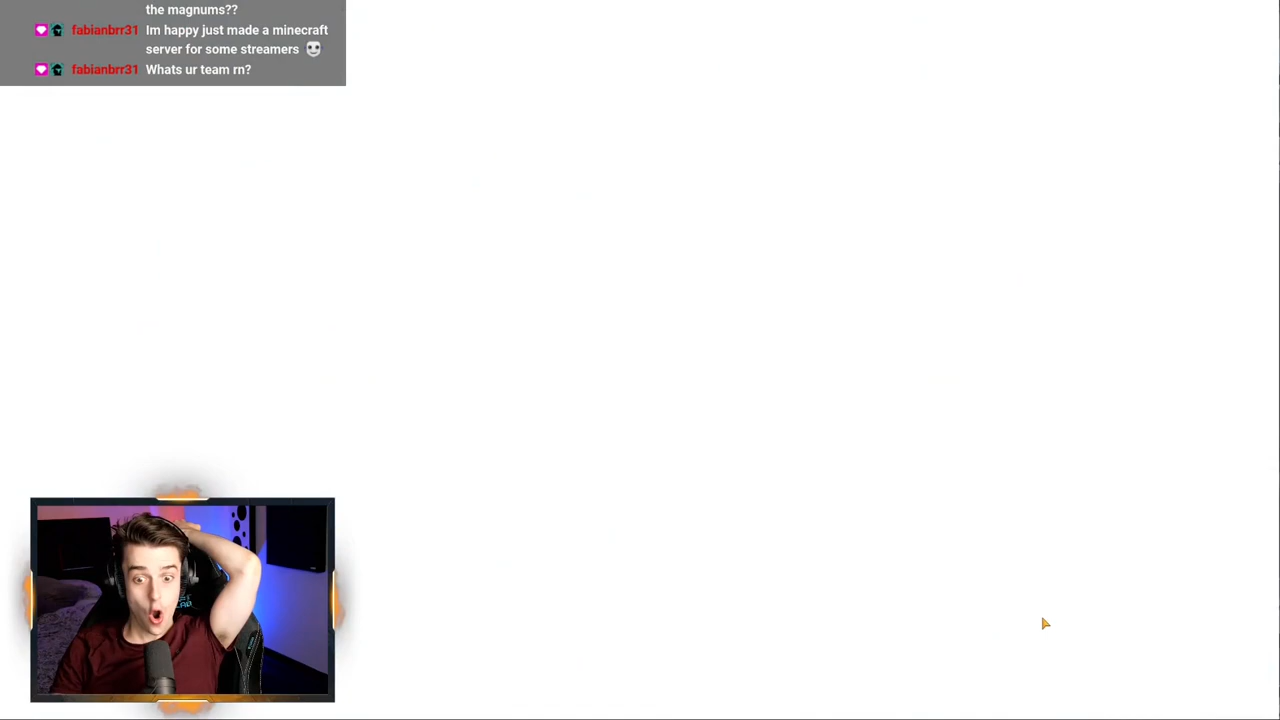 the magnums??
fabianbrr31 Im happy just made a minecraft
server for some streamers
fabianbrr31 Whats ur team rn?